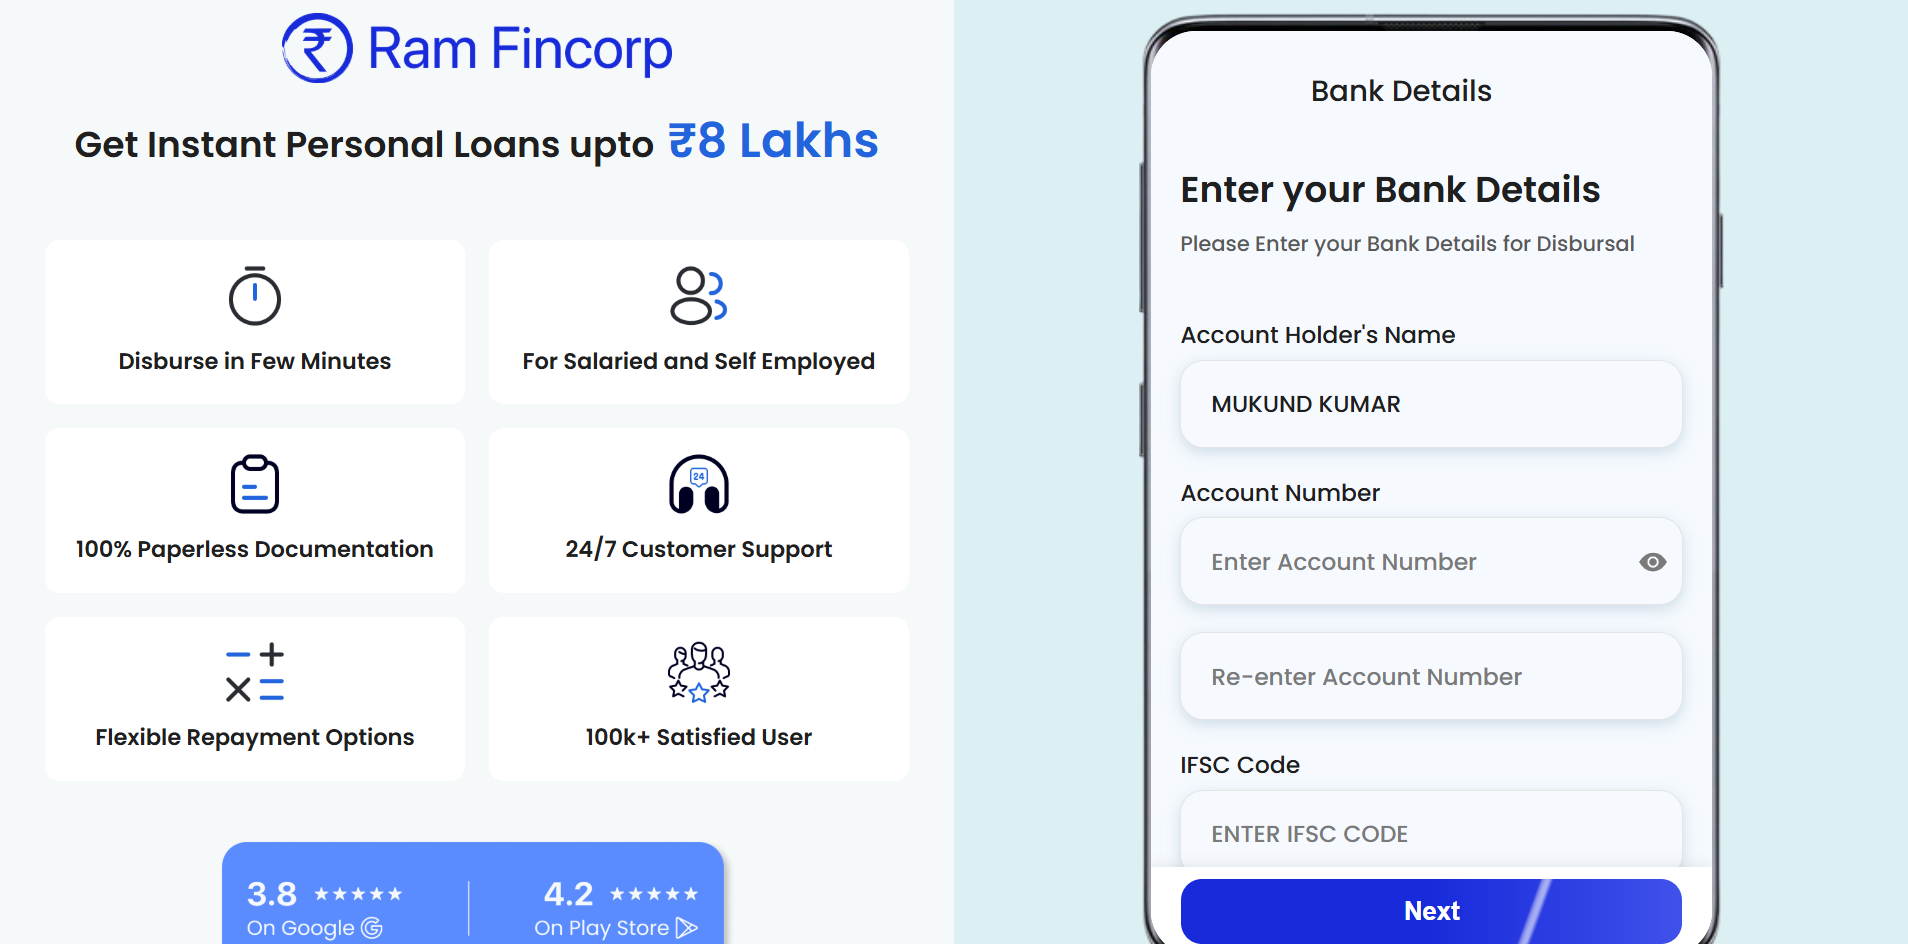 Ram Fincorp
Get Instant Personal Loans upto ₹8 Lakhs
Disburse in Few Minutes
For Salaried and Self Employed
100% Paperless Documentation
24
24/7 Customer Support
Flexible Repayment Options
100k+ Satisfied User
3.8
On Google
4.2
On Play Store
Bank Details
Enter your Bank Details
Please Enter your Bank Details for Disbursal
Account Holder's Name
MUKUND KUMAR
Account Number
Enter Account Number
Re-enter Account Number
IFSC Code
ENTER IFSC CODE
Next